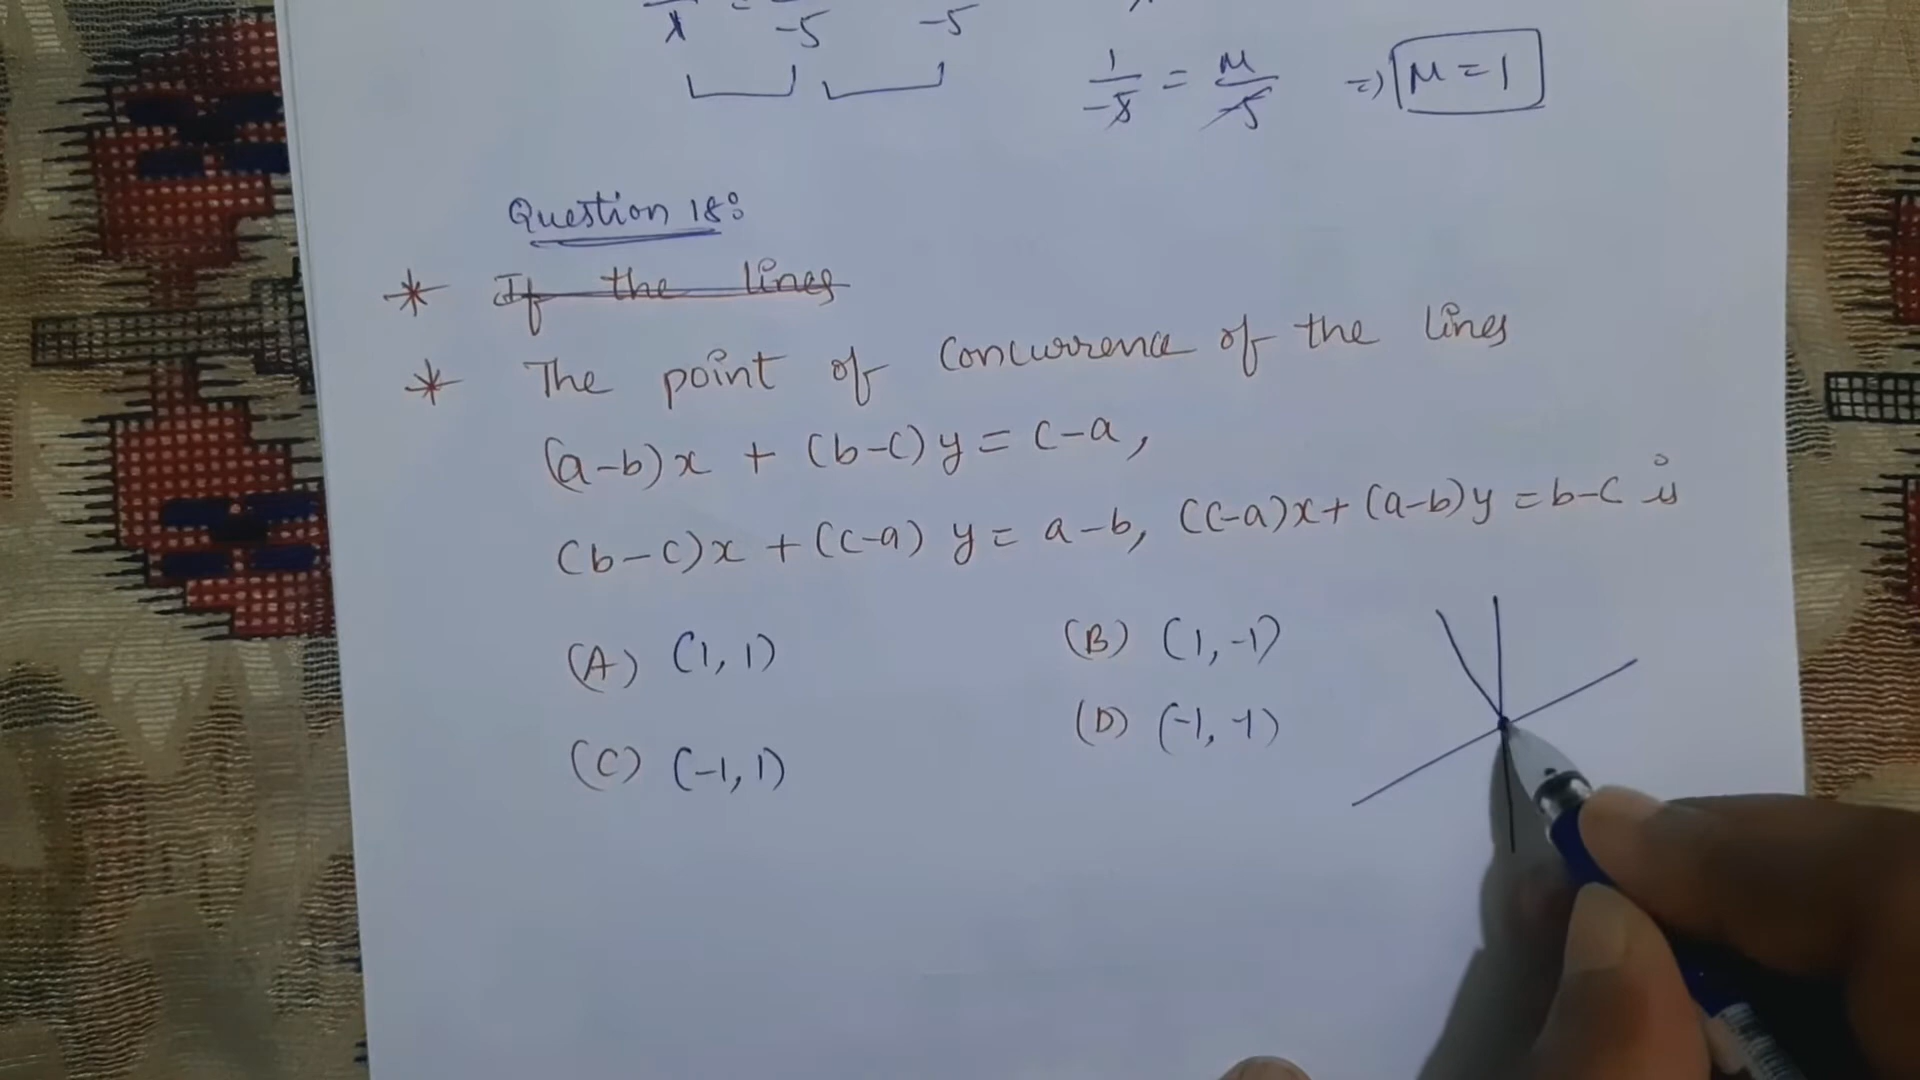 x = -5 -5
1/-5 = M/-5 => M = 1
Question 18:
* If the lines
* The point of Concurrence of the lines
(a-b)x + (b-c)y = c-a,
(b-c)x + (c-a) y = a-b, (c-a)x + (a-b)y = b-c is
(A) (1, 1) (B) (1, -1)
(C) (-1, 1) (D) (-1, -1)